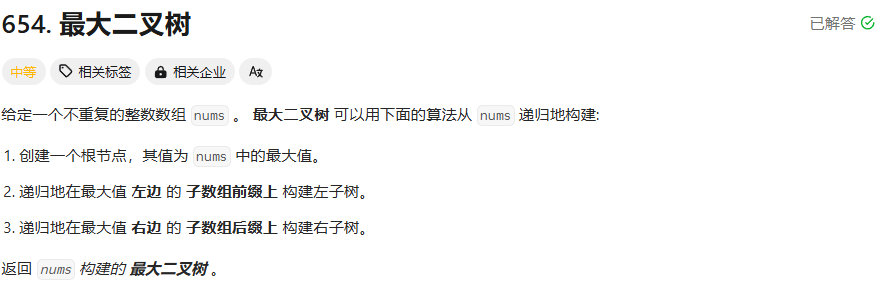 654. 最大二叉树
已解答
中等 相关标签 相关企业
给定一个不重复的整数数组 nums 。 最大二叉树 可以用下面的算法从 nums 递归地构建:
1. 创建一个根节点，其值为 nums 中的最大值。
2. 递归地在最大值 左边 的 子数组前缀上 构建左子树。
3. 递归地在最大值 右边 的 子数组后缀上 构建右子树。
返回 nums 构建的 最大二叉树 。